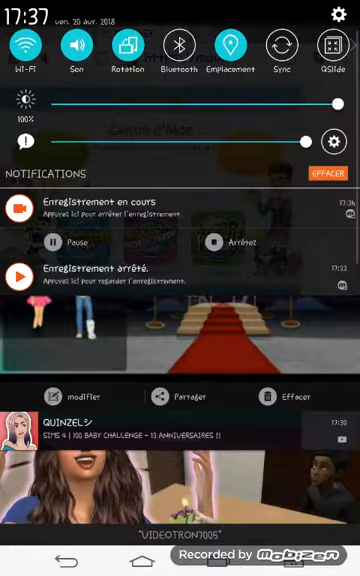 17:37 ven. 20 avr. 2018
Wi-Fi Son Rotation Bluetooth Emplacement Sync QSlide
100%
NOTIFICATIONS EFFACER
Enregistrement en cours 17:36
Appuyez ici pour arrêter l'enregistrement.
Pause Arrêtez
Enregistrement arrêté. 17:22
Appuyez ici pour regarder l'enregistrement.
modifier Partager Effacer
QUINZELシ 17:30
SIMS 4 | 100 BABY CHALLENGE - 13 ANNIVERSAIRES !!
"VIDEOTRON7005"
Recorded by Mobizen